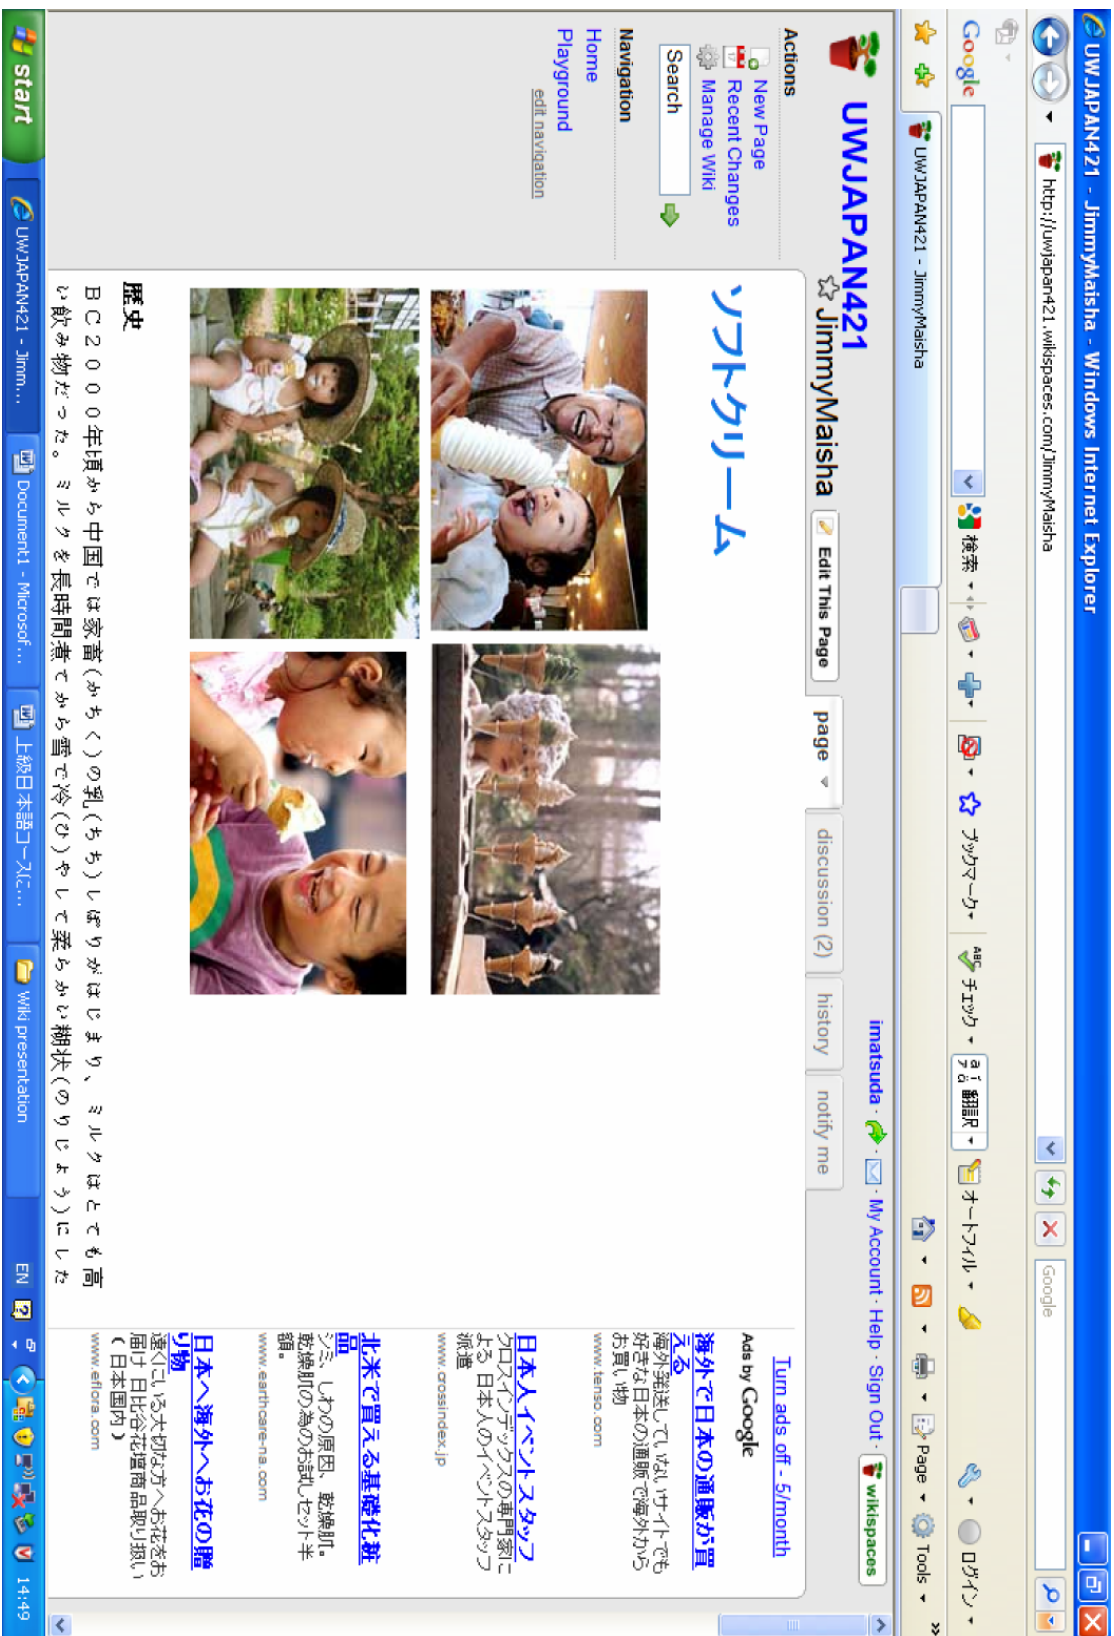 UWJAPAN421 - JimmyMaisha - Windows Internet Explorer
http://uwjapan421.wikispaces.com/JimmyMaisha
Google
Google
検索
ブックマーク
ABC チェック
翻訳
オートフィル
ログイン
UWJAPAN421 - JimmyMaisha
Page
Tools
»
UWJAPAN421
imatsuda · My Account · Help · Sign Out · wikispaces
JimmyMaisha
Edit This Page
page
discussion (2)
history
notify me
Actions
New Page
Recent Changes
Manage Wiki
Search
Navigation
Home
Playground
edit navigation
ソフトクリーム
歴史
BC2000年頃から中国では家畜(かちく)の乳(ちち)しぼりがはじまり、ミルクはとても高
い飲み物だった。ミルクを長時間煮てから雪で冷(ひ)やして柔らかい糊状(のりじょう)にした
Turn ads off - 5/month
Ads by Google
海外で日本の通販が買
える
海外発送していないサイトでも
好きな日本の通販で海外から
お買い物
www.tenso.com
日本人イベントスタッフ
クロスインデックスの専門家に
よる 日本人のイベントスタッフ
派遣
www.crossindex.jp
北米で買える基礎化粧
品
シミ、しわの原因、乾燥肌。
乾燥肌の為のお試しセット半
額。
www.earthcare-na.com
日本へ海外へお花の贈
り物
遠くにいる大切な方へお花をお
届け 日比谷花壇商品取り扱い
(日本国内)
www.eflora.com
start
UWJAPAN421 - Jimm...
Document1 - Microsof...
上級日本語コースに...
Wiki presentation
EN
14:49